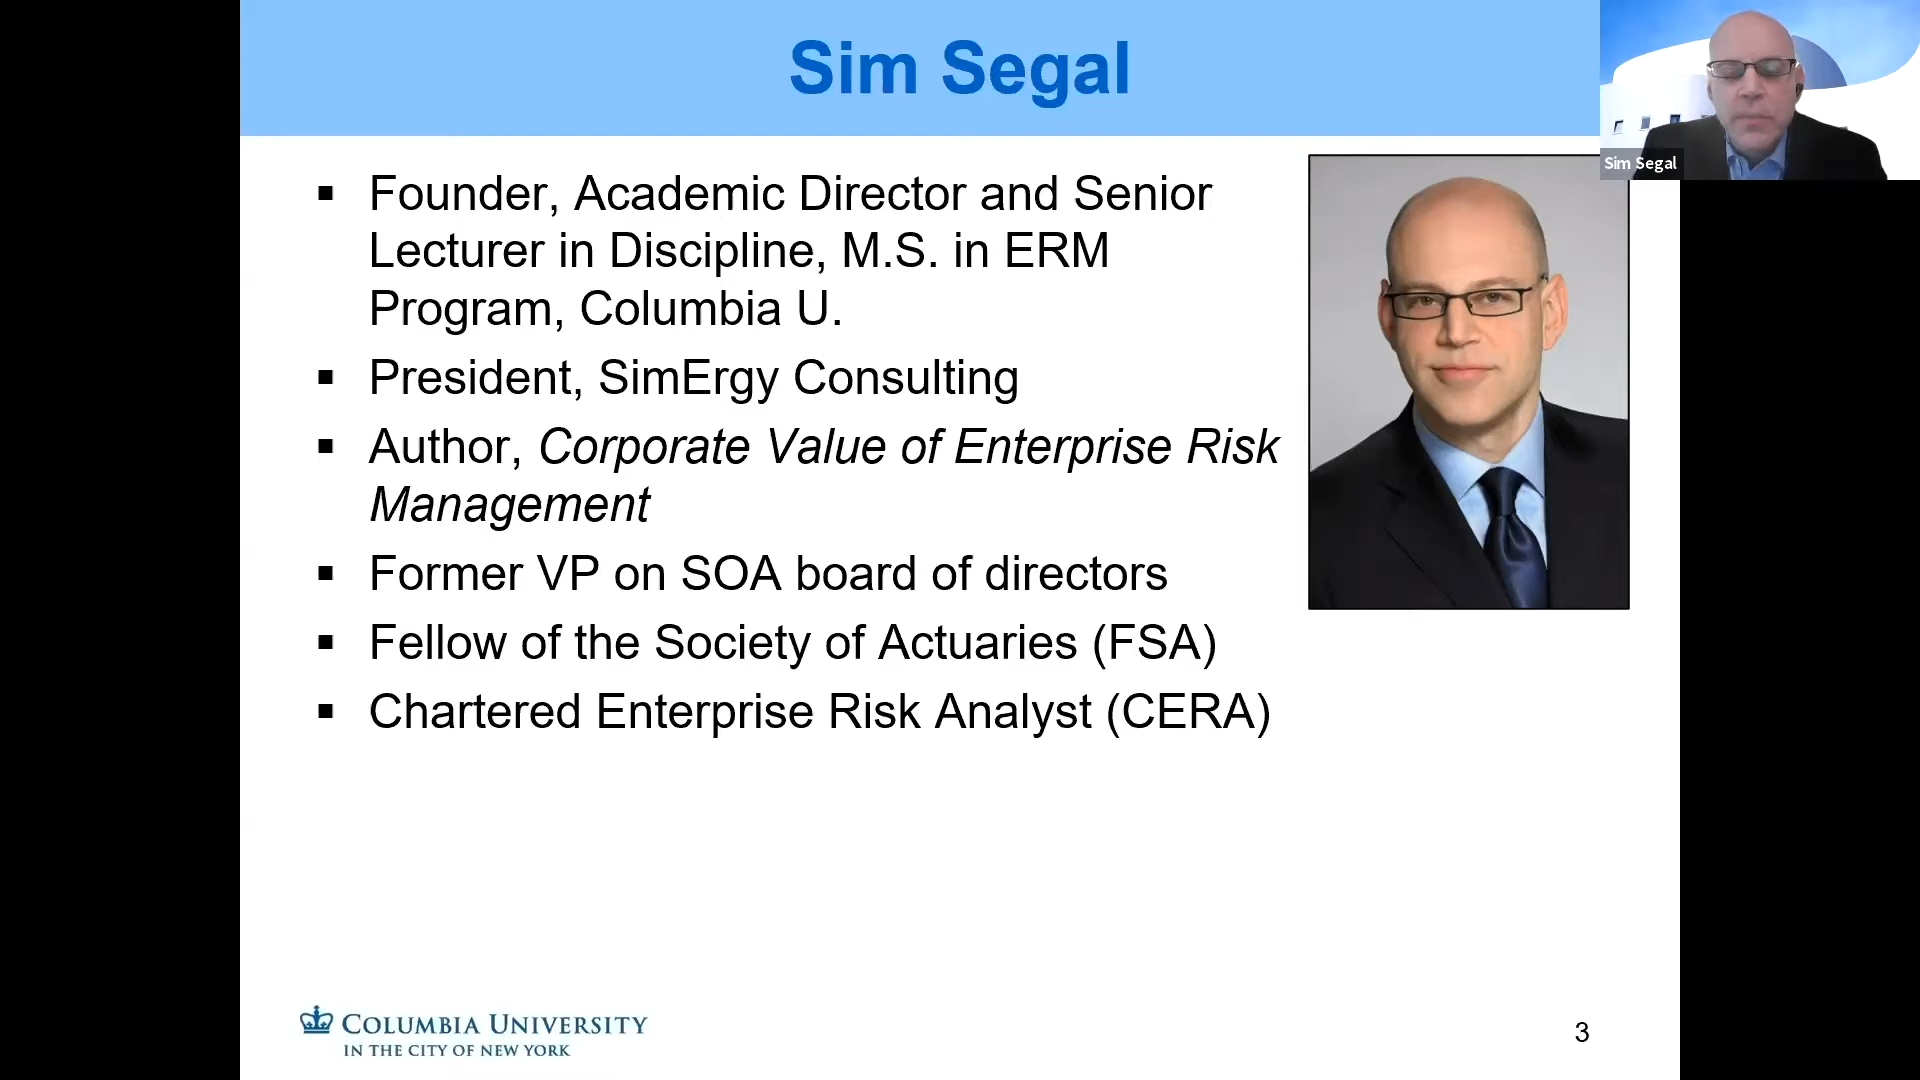 Sim Segal
Sim Segal
▪ Founder, Academic Director and Senior
Lecturer in Discipline, M.S. in ERM
Program, Columbia U.
▪ President, SimErgy Consulting
▪ Author, Corporate Value of Enterprise Risk
Management
▪ Former VP on SOA board of directors
▪ Fellow of the Society of Actuaries (FSA)
▪ Chartered Enterprise Risk Analyst (CERA)
COLUMBIA UNIVERSITY
IN THE CITY OF NEW YORK
3